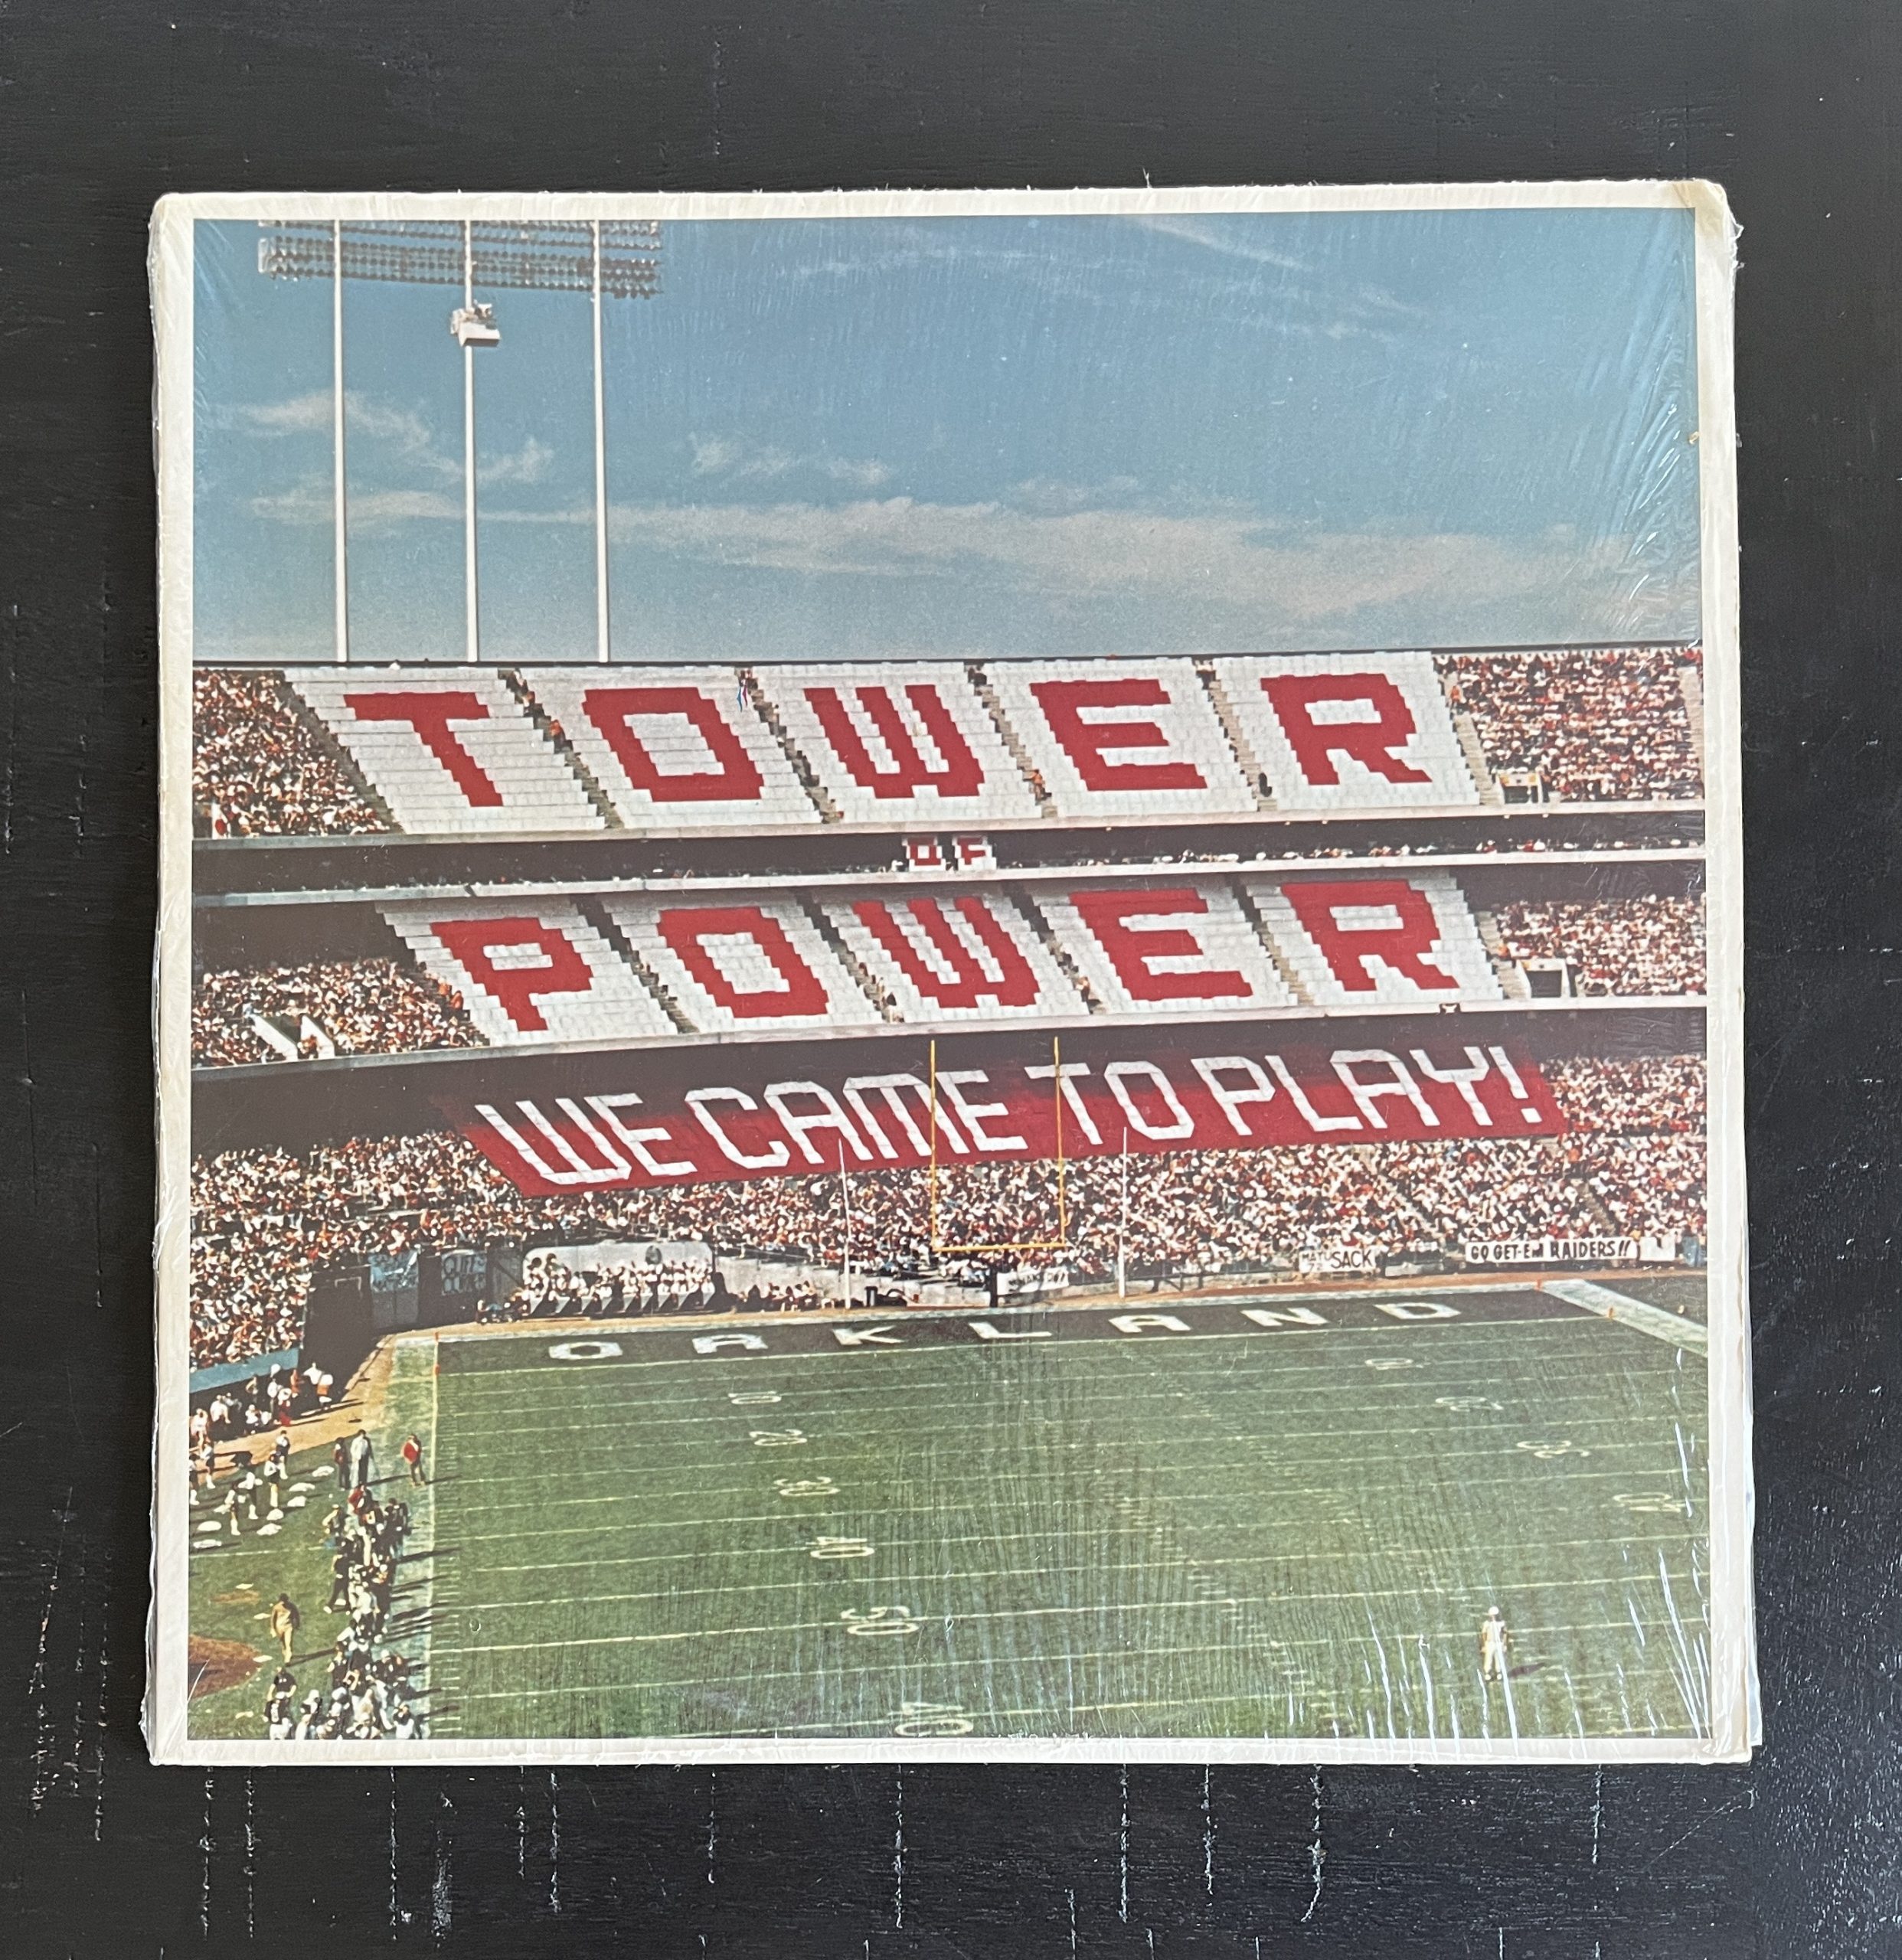 TOWER
OF
POWER
WE CAME TO PLAY!
SACK
GO GET-EM RAIDERS!!
OAKLAND